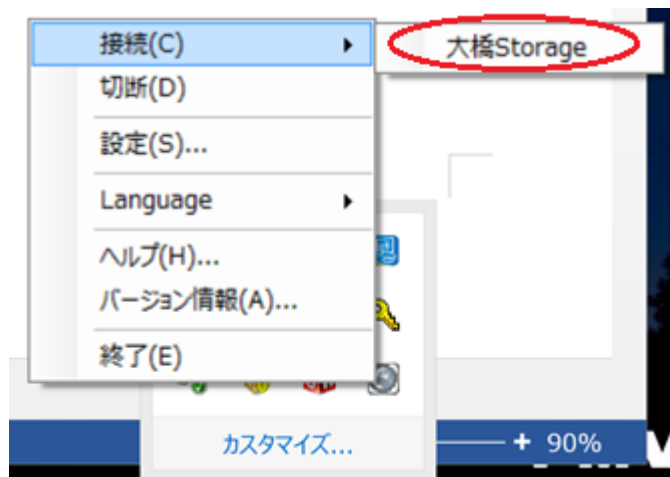 接続(C)
大橋Storage
切断(D)
設定(S)...
Language
ヘルプ(H)...
バージョン情報(A)...
終了(E)
カスタマイズ...
90%